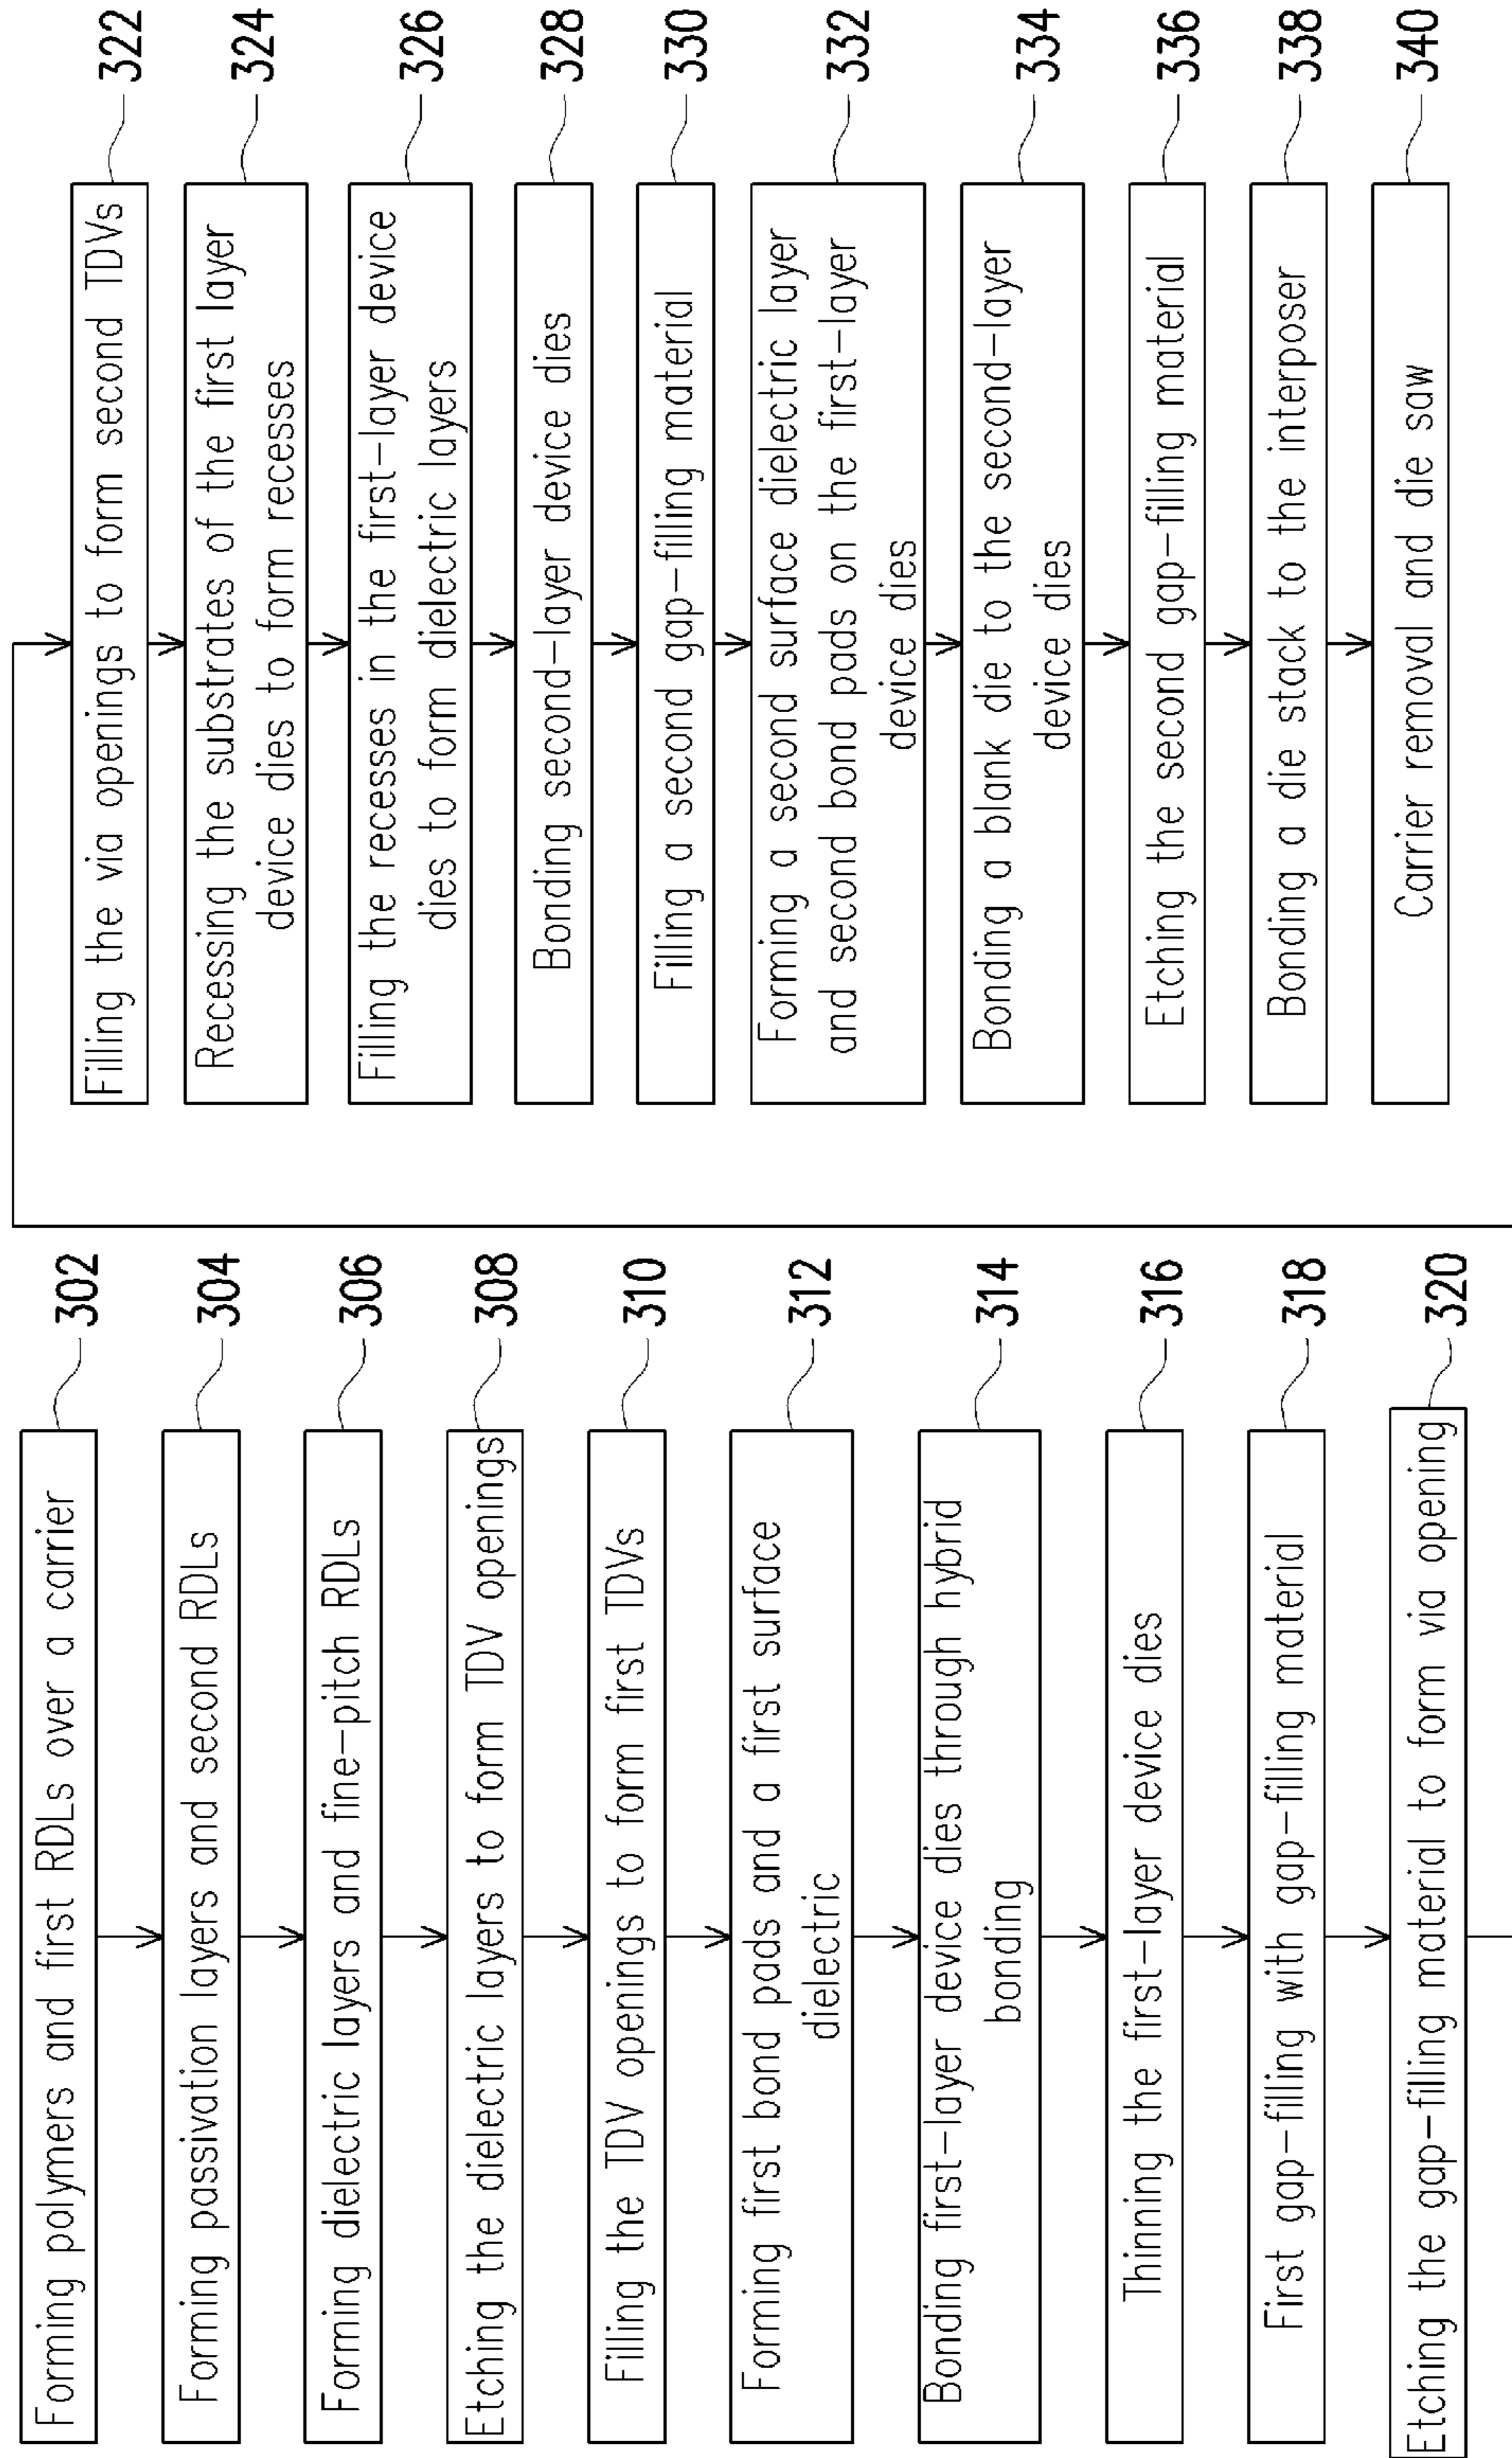 Forming polymers and first RDLs over a carrier
302
Forming passivation layers and second RDLs
304
Forming dielectric layers and fine-pitch RDLs
306
Etching the dielectric layers to form TDV openings
308
Filling the TDV openings to form first TDVs
310
Forming first bond pads and a first surface
dielectric
312
Bonding first-layer device dies through hybrid
bonding
314
Thinning the first-layer device dies
316
First gap-filling with gap-filling material
318
Etching the gap-filling material to form via opening
320
Filling the via openings to form second TDVs
322
Recessing the substrates of the first layer
device dies to form recesses
324
Filling the recesses in the first-layer device
dies to form dielectric layers
326
Bonding second-layer device dies
328
Filling a second gap-filling material
330
Forming a second surface dielectric layer
and second bond pads on the first-layer
device dies
332
Bonding a blank die to the second-layer
device dies
334
Etching the second gap-filling material
336
Bonding a die stack to the interposer
338
Carrier removal and die saw
340